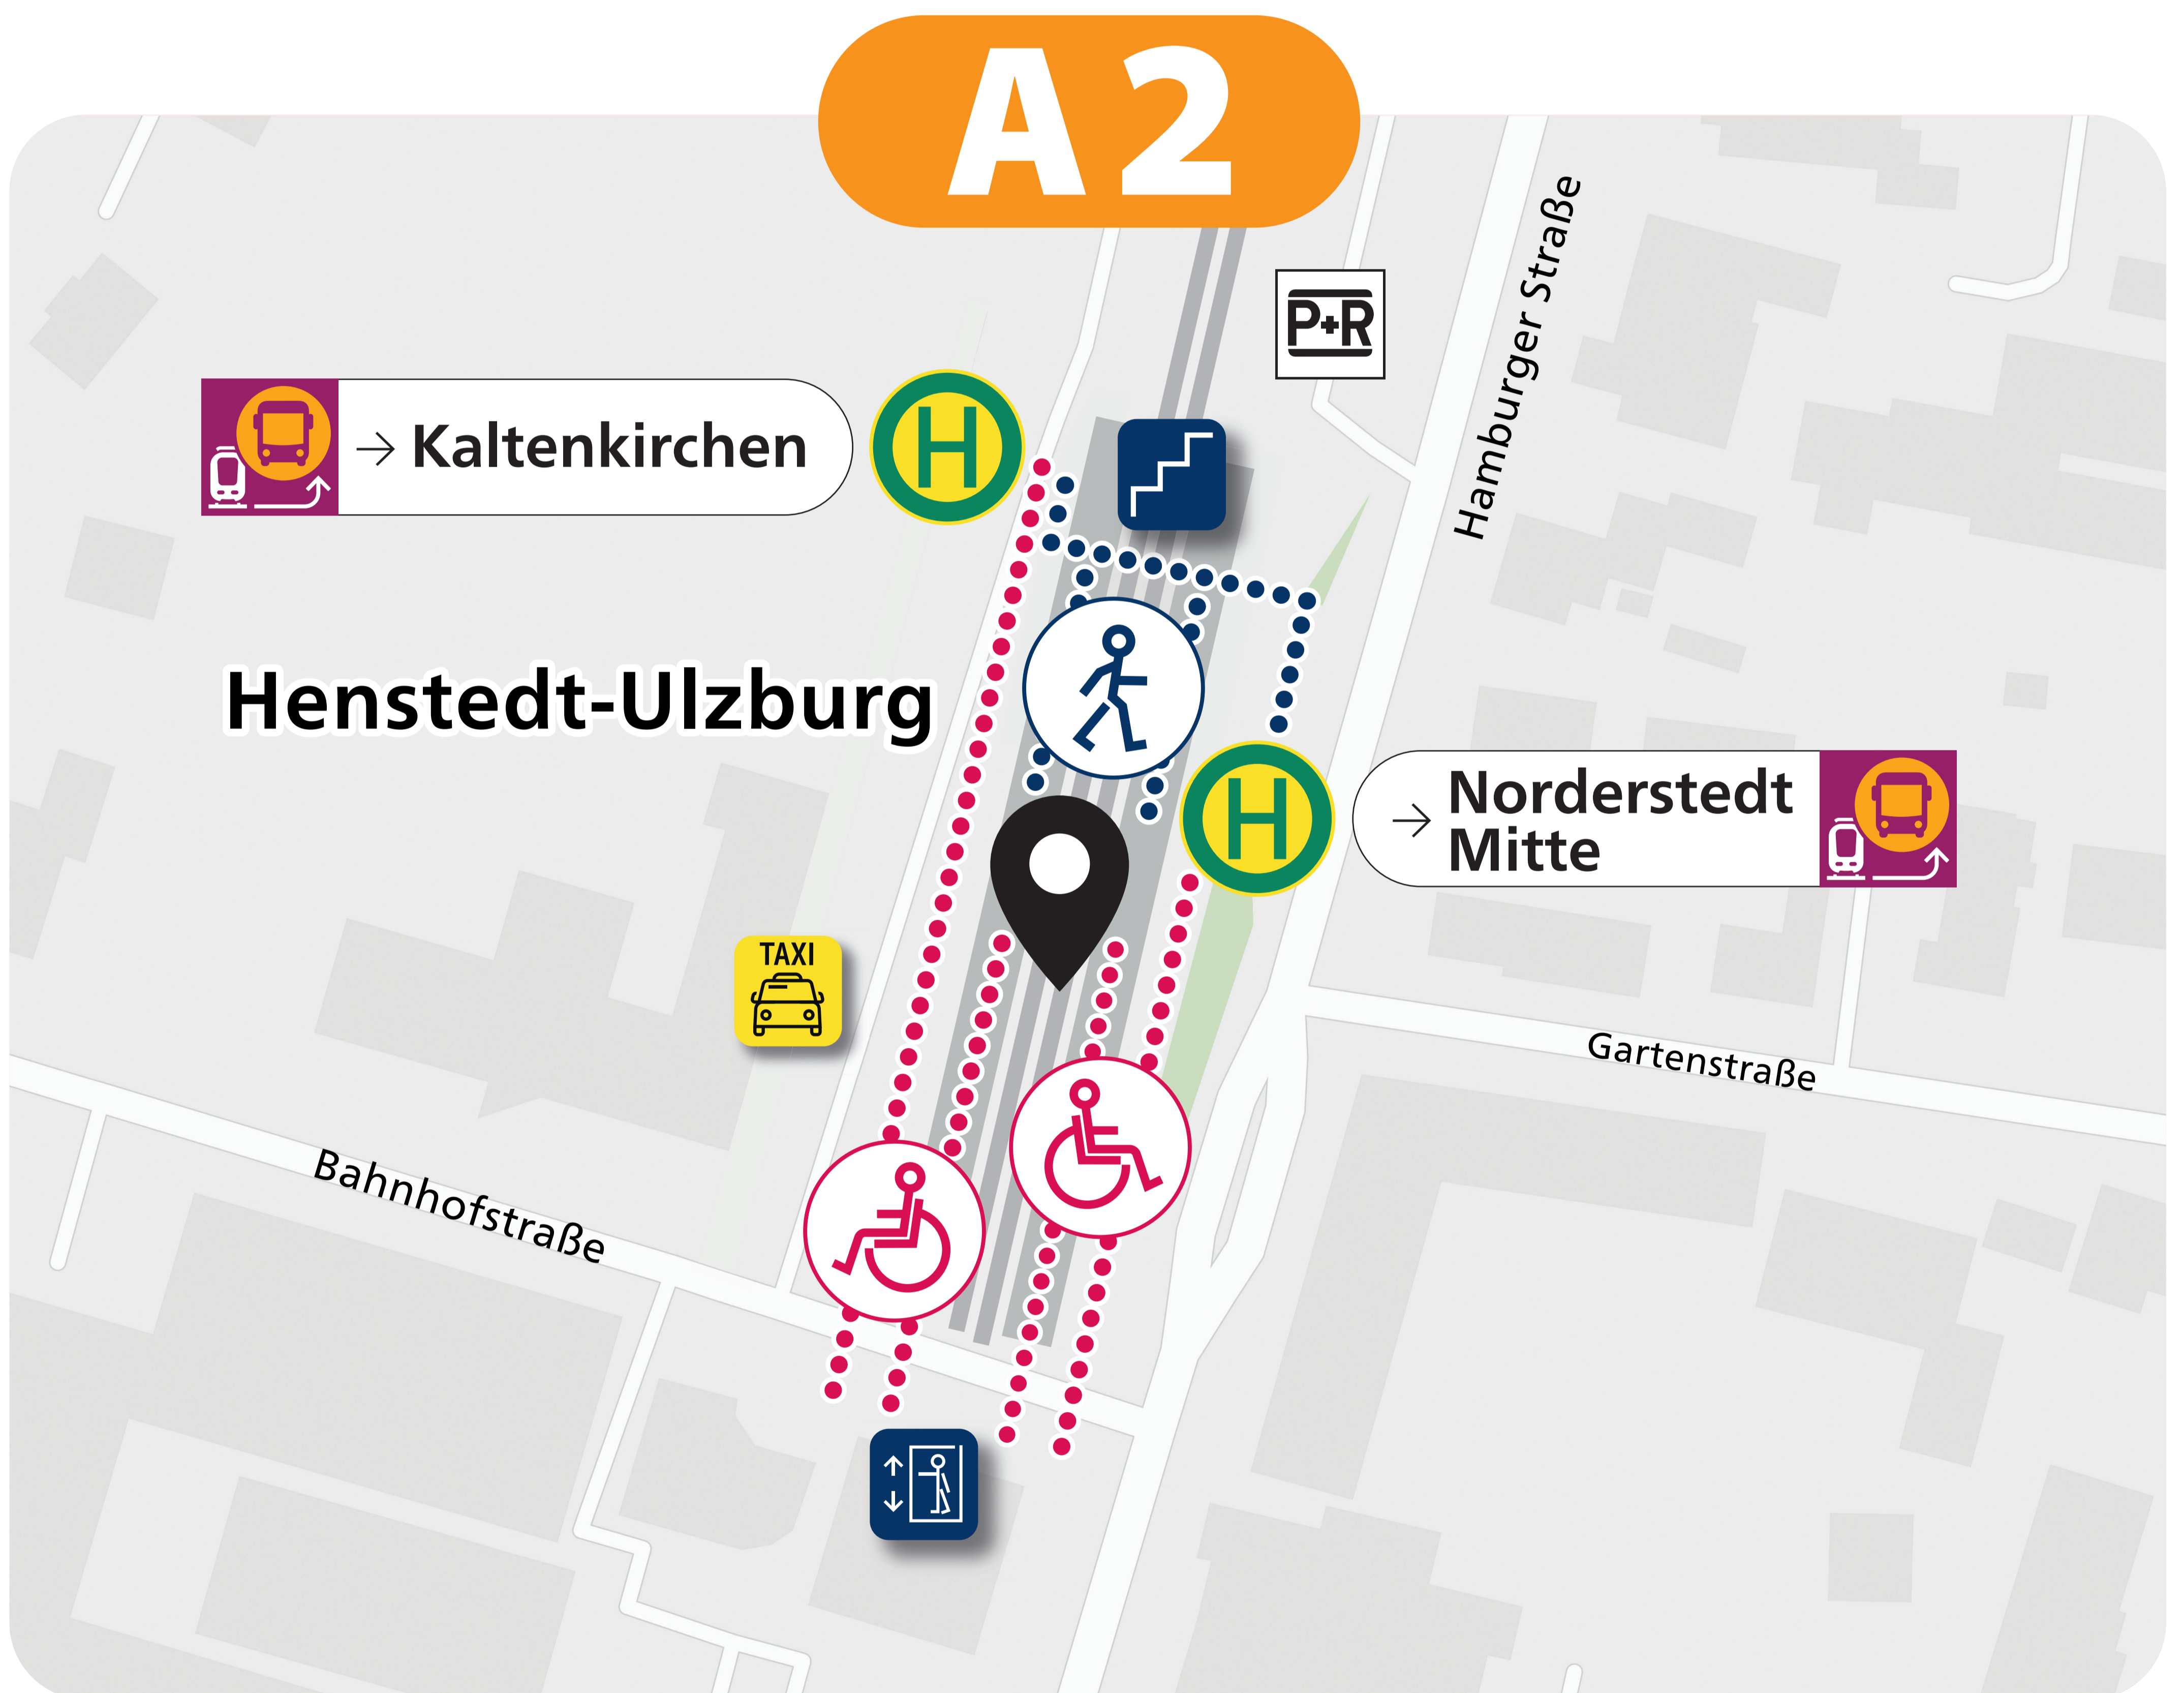 A2
P+R
Hamburger Straße
→ Kaltenkirchen
H
Henstedt-Ulzburg
H
→ Norderstedt
Mitte
TAXI
Gartenstraße
Bahnhofstraße